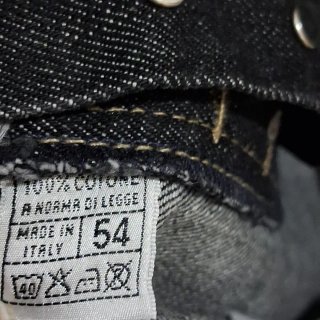 100% COTONE
A NORMA DI LEGGE
MADE IN
ITALY
54
40